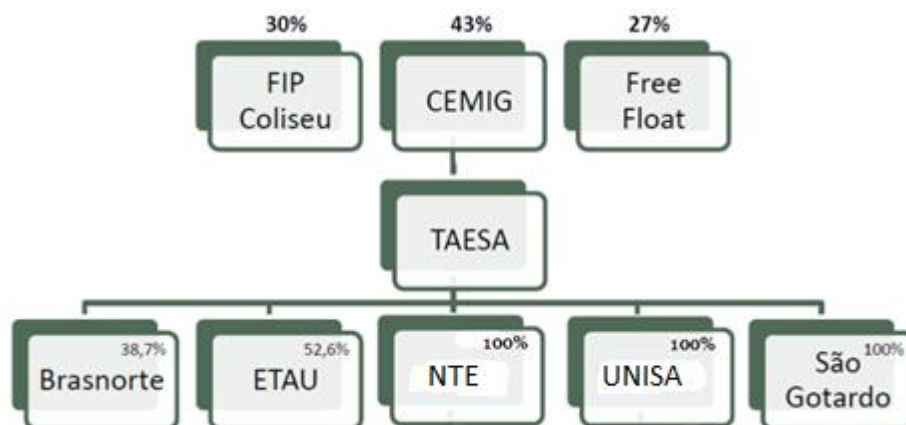 30% 43% 27%
FIP
Coliseu
CEMIG
Free
Float
TAESA
38,7%
Brasnorte
52,6%
ETAU
100%
NTE
100%
UNISA
100%
São
Gotardo